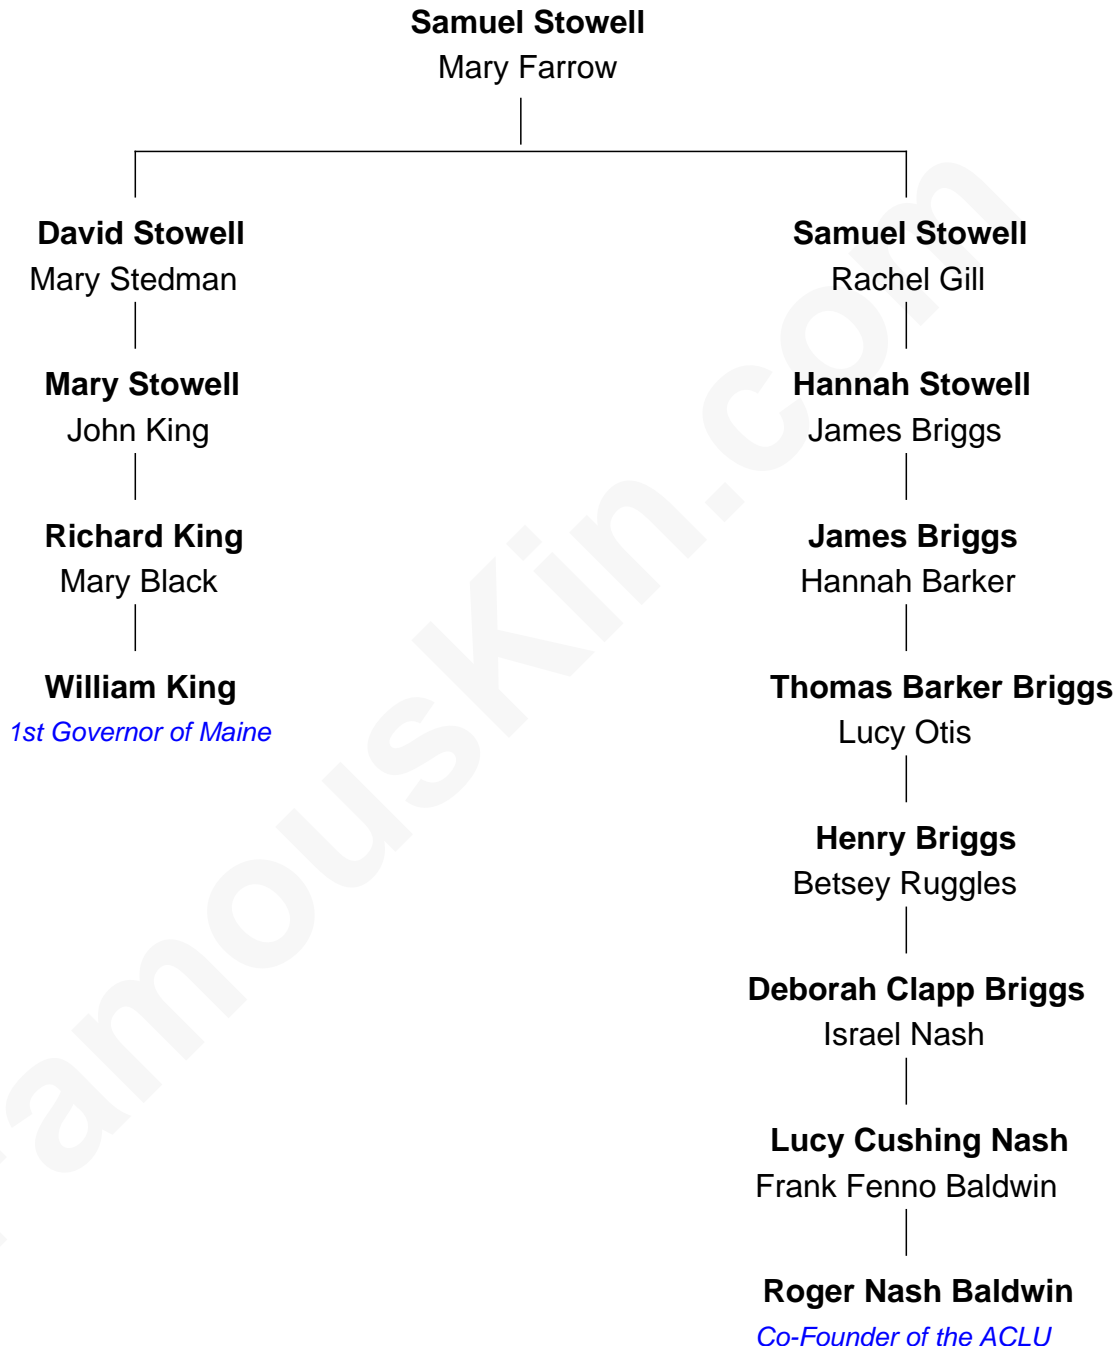 Samuel Stowell
Mary Farrow
David Stowell
Mary Stedman
Samuel Stowell
Rachel Gill
Mary Stowell
John King
Hannah Stowell
James Briggs
Richard King
Mary Black
James Briggs
Hannah Barker
William King
1st Governor of Maine
Thomas Barker Briggs
Lucy Otis
Henry Briggs
Betsey Ruggles
Deborah Clapp Briggs
Israel Nash
Lucy Cushing Nash
Frank Fenno Baldwin
Roger Nash Baldwin
Co-Founder of the ACLU
FamousKin.com